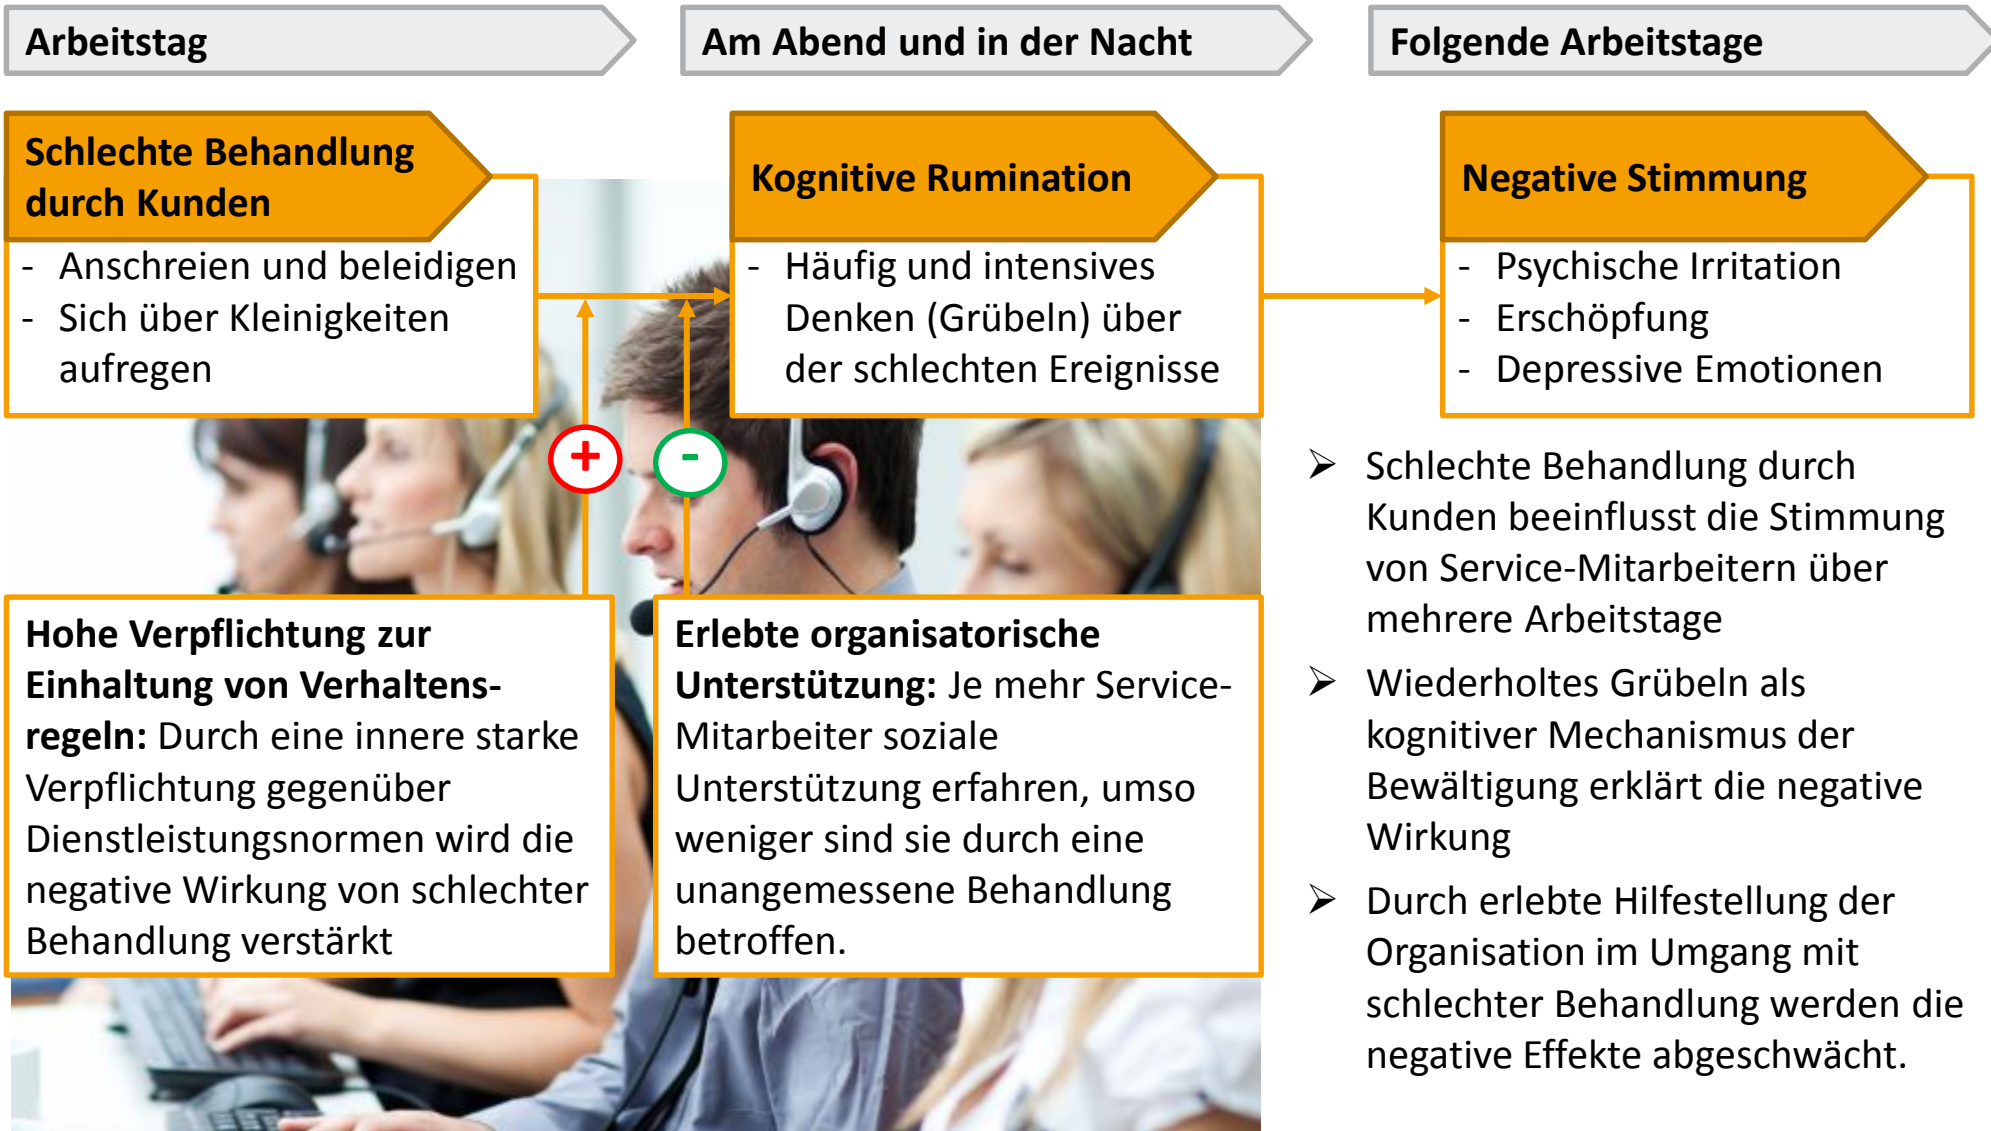 Arbeitstag
Am Abend und in der Nacht
Folgende Arbeitstage
Schlechte Behandlung
durch Kunden
- Anschreien und beleidigen
- Sich über Kleinigkeiten
aufregen
Kognitive Rumination
- Häufig und intensives
Denken (Grübeln) über
der schlechten Ereignisse
Negative Stimmung
- Psychische Irritation
- Erschöpfung
- Depressive Emotionen
+
-
Hohe Verpflichtung zur
Einhaltung von Verhaltens-
regeln: Durch eine innere starke
Verpflichtung gegenüber
Dienstleistungsnormen wird die
negative Wirkung von schlechter
Behandlung verstärkt
Erlebte organisatorische
Unterstützung: Je mehr Service-
Mitarbeiter soziale
Unterstützung erfahren, umso
weniger sind sie durch eine
unangemessene Behandlung
betroffen.
➢ Schlechte Behandlung durch
Kunden beeinflusst die Stimmung
von Service-Mitarbeitern über
mehrere Arbeitstage
➢ Wiederholtes Grübeln als
kognitiver Mechanismus der
Bewältigung erklärt die negative
Wirkung
➢ Durch erlebte Hilfestellung der
Organisation im Umgang mit
schlechter Behandlung werden die
negative Effekte abgeschwächt.